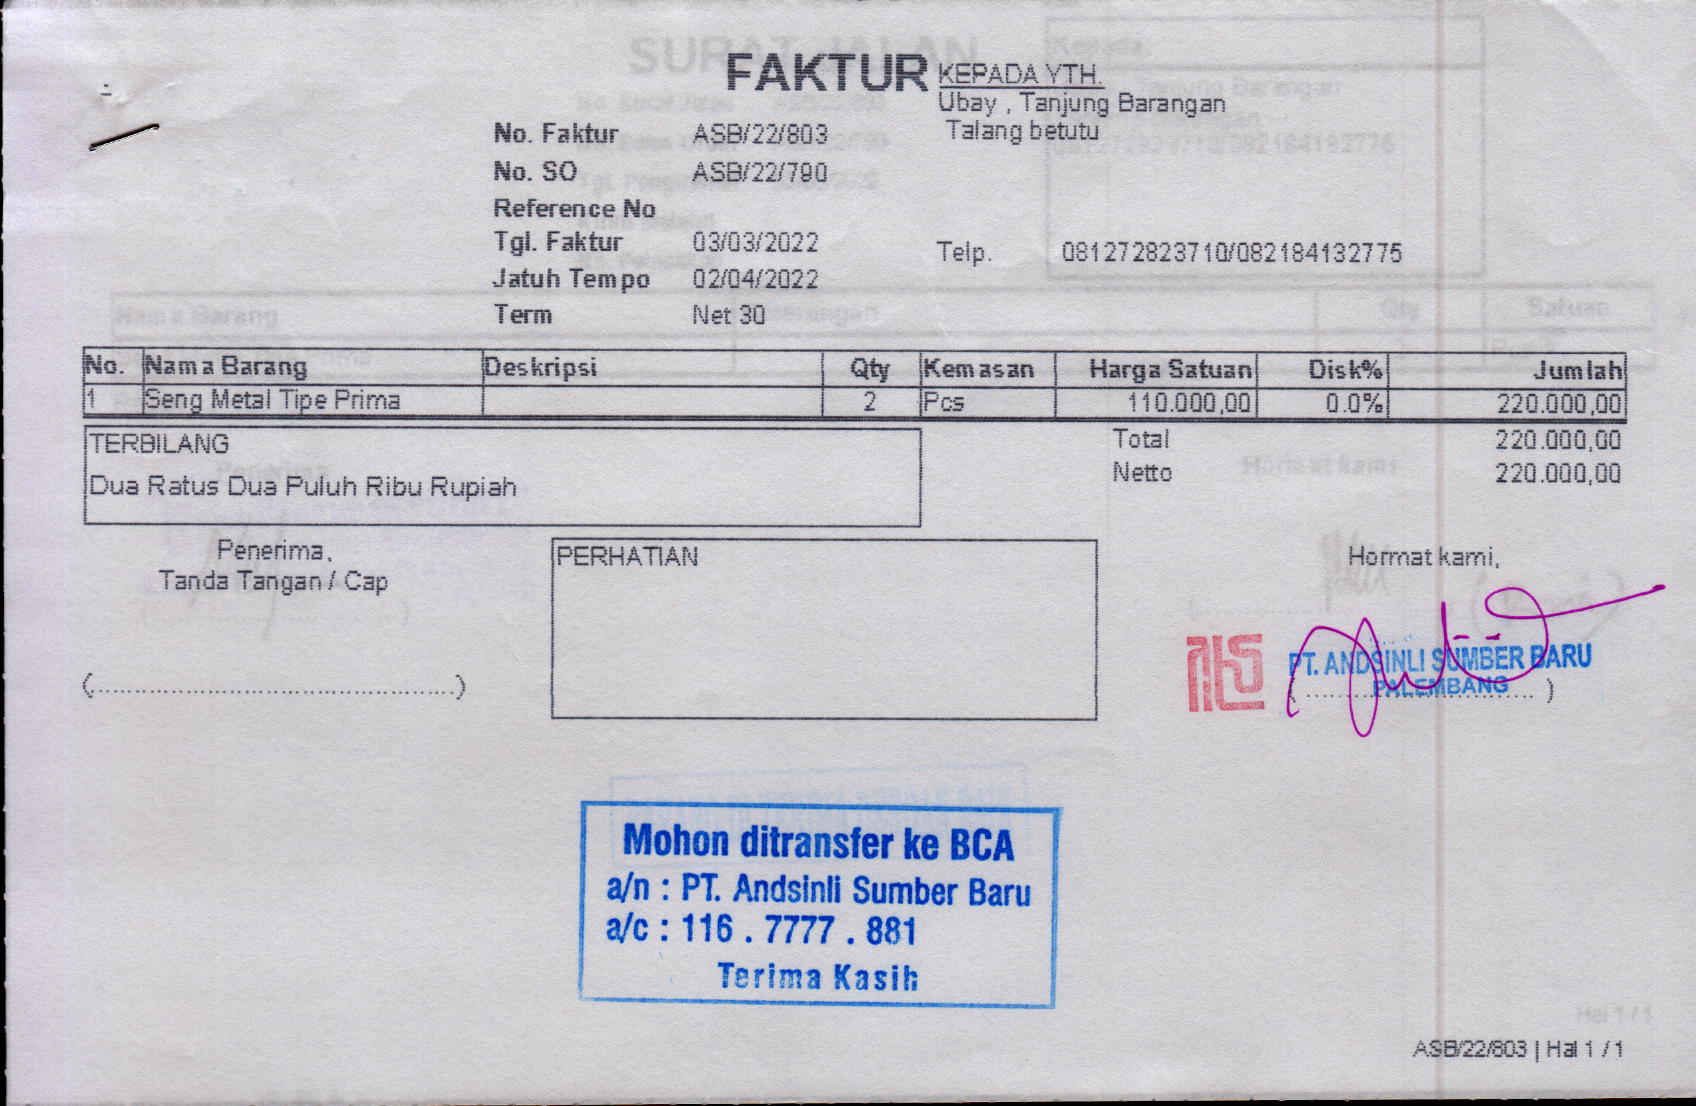 FAKTUR
No. Faktur ASB/22/803
No. SO ASB/22/790
Reference No
Tgl. Faktur 03/03/2022
Jatuh Tempo 02/04/2022
Term Net 30
KEPADA YTH.
Ubay , Tanjung Barangan
Talang betutu
Telp. 081272823710/082184132775
No. Nama Barang Deskripsi Qty Kemasan Harga Satuan Disk% Jumlah
1 Seng Metal Tipe Prima 2 Pcs 110.000,00 0.0% 220.000,00
TERBILANG
Dua Ratus Dua Puluh Ribu Rupiah
Total 220.000,00
Netto 220.000,00
Penerima,
Tanda Tangan / Cap
(................................................)
PERHATIAN
Hormat kami,
PT. ANDSINLI SUMBER BARU
PALEMBANG
Mohon ditransfer ke BCA
a/n : PT. Andsinli Sumber Baru
a/c : 116 . 7777 . 881
Terima Kasih
ASB/22/803 | Hal 1 / 1